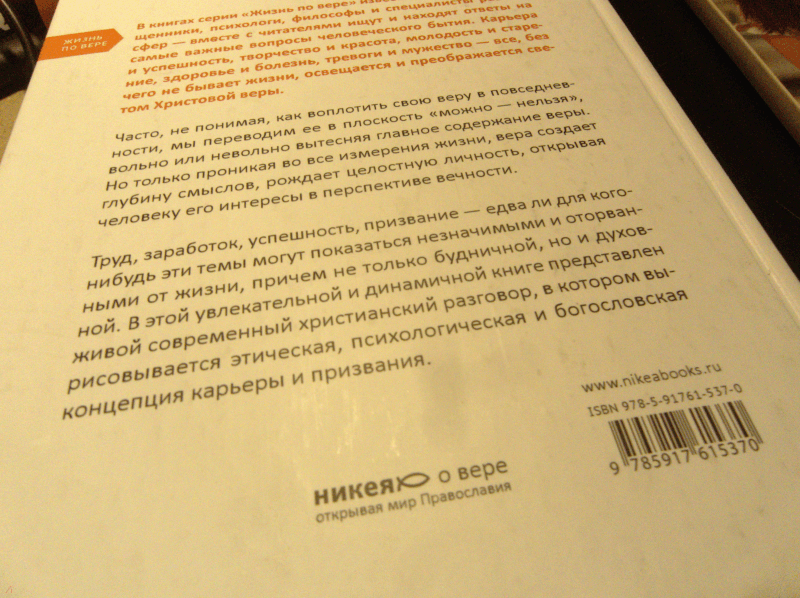 ЖИЗНЬ
ПО ВЕРЕ
В книгах серии «Жизнь по вере»
щенники, психологи, философы и специалисты
сфер — вместе с читателями ищут и находят ответы на
самые важные вопросы человеческого бытия. Карьера
и успешность, творчество и красота, молодость и старе-
ние, здоровье и болезнь, тревоги и мужество — все, без
чего не бывает жизни, освещается и преображается све-
том Христовой веры.
Часто, не понимая, как воплотить свою веру в повседнев-
ности, мы переводим ее в плоскость «можно — нельзя»,
вольно или невольно вытесняя главное содержание веры.
Но только проникая во все измерения жизни, вера создает
глубину смыслов, рождает целостную личность, открывая
человеку его интересы в перспективе вечности.
Труд, заработок, успешность, призвание — едва ли для кого-
нибудь эти темы могут показаться незначимыми и оторван-
ными от жизни, причем не только будничной, но и духов-
ной. В этой увлекательной и динамичной книге представлен
живой современный христианский разговор, в котором вы-
рисовывается этическая, психологическая и богословская
концепция карьеры и призвания.
www.nikeabooks.ru
ISBN 978-5-91761-537-0
9 785917 615370
никея о вере
открывая мир Православия